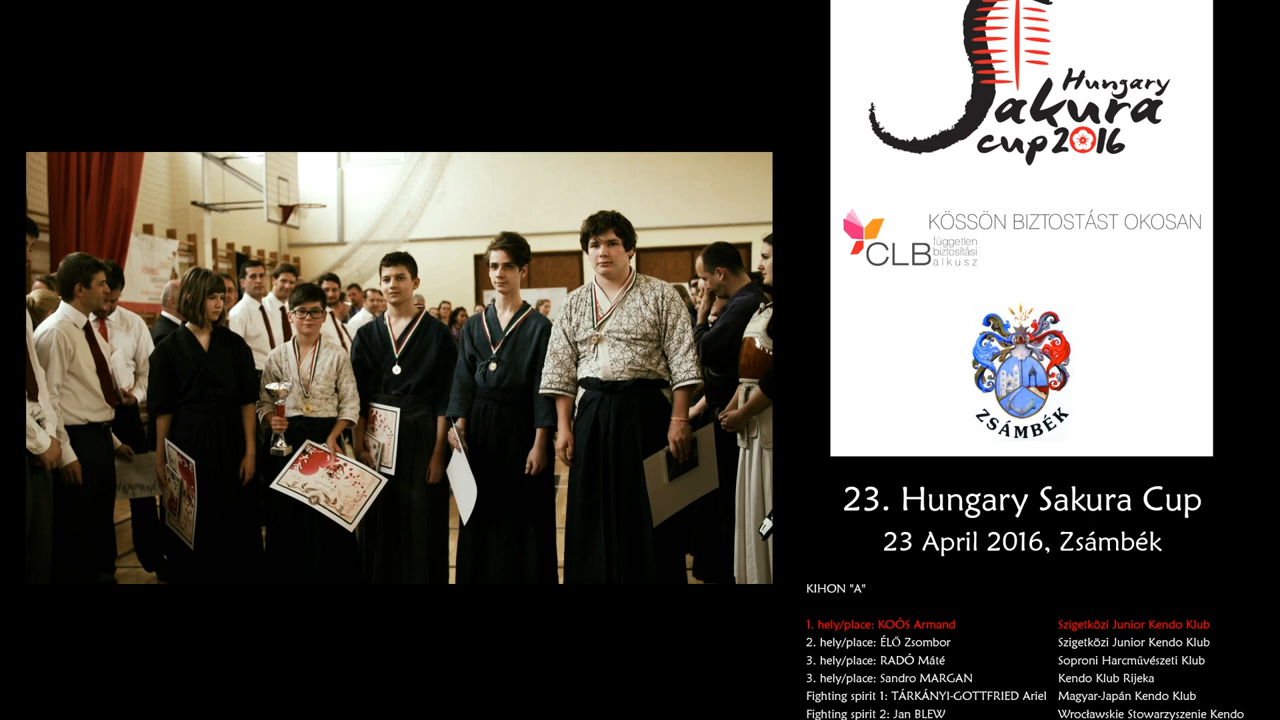 Hungary
Sakura
cup 2016
KÖSSÖN BIZTOSTÁST OKOSAN
CLB független
biztosítási
alkusz
ZSÁMBÉK
23. Hungary Sakura Cup
23 April 2016, Zsámbék
KIHON "A"
1. hely/place: KOÓS Armand Szigetközi Junior Kendo Klub
2. hely/place: ÉLŐ Zsombor Szigetközi Junior Kendo Klub
3. hely/place: RADÓ Máté Soproni Harcművészeti Klub
3. hely/place: Sandro MARGAN Kendo Klub Rijeka
Fighting spirit 1: TÁRKÁNYI-GOTTFRIED Ariel Magyar-Japán Kendo Klub
Fighting spirit 2: Jan BLEW Wrocławskie Stowarzyszenie Kendo